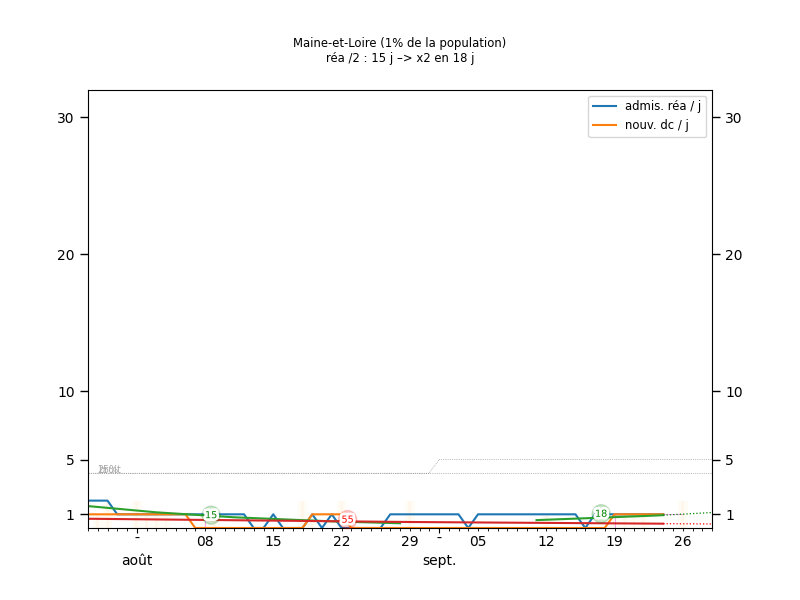 Maine-et-Loire (1% de la population)
réa /2 : 15 j –> x2 en 18 j
admis. réa / j
nouv. dc / j
30
30
20
20
10
10
5
5
1
1
15
55
18
- 08 15 22 29 - 05 12 19 26
août sept.